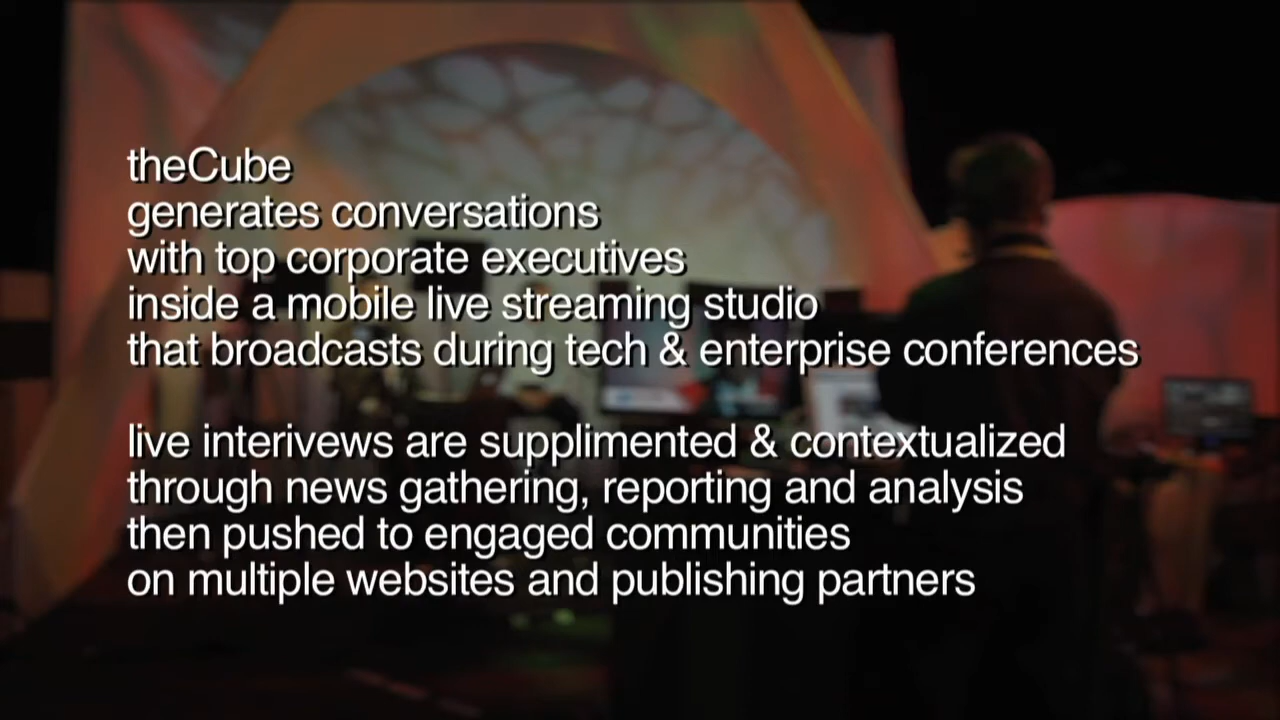 theCube
generates conversations
with top corporate executives
inside a mobile live streaming studio
that broadcasts during tech & enterprise conferences
live interivews are supplimented & contextualized
through news gathering, reporting and analysis
then pushed to engaged communities
on multiple websites and publishing partners